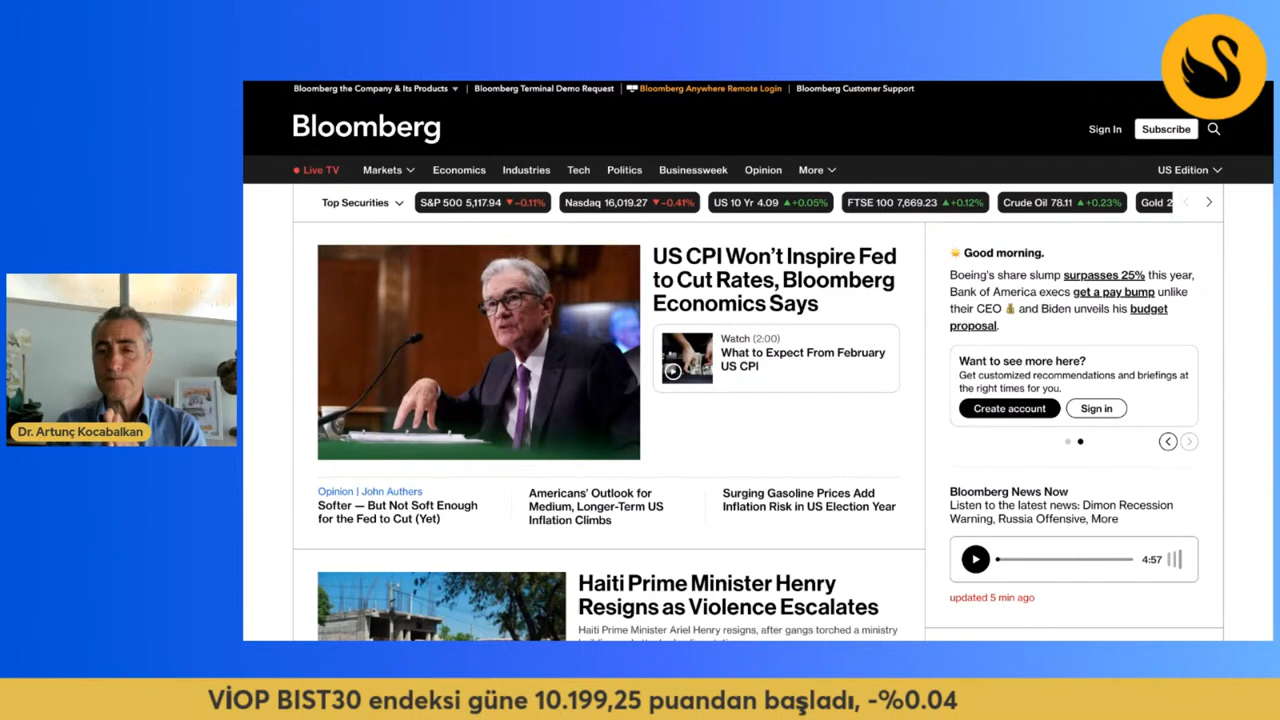 Bloomberg the Company & Its Products
Bloomberg Terminal Demo Request
Bloomberg Anywhere Remote Login
Bloomberg Customer Support
Bloomberg
Sign In
Subscribe
Live TV
Markets
Economics
Industries
Tech
Politics
Businessweek
Opinion
More
US Edition
Top Securities
S&P 500 5,117.94 ▼-0.11%
Nasdaq 16,019.27 ▼-0.41%
US 10 Yr 4.09 ▲+0.05%
FTSE 100 7,669.23 ▲+0.12%
Crude Oil 78.11 ▲+0.23%
Gold 2
US CPI Won't Inspire Fed
to Cut Rates, Bloomberg
Economics Says
Watch (2:00)
What to Expect From February
US CPI
Opinion | John Authers
Softer — But Not Soft Enough
for the Fed to Cut (Yet)
Americans' Outlook for
Medium, Longer-Term US
Inflation Climbs
Surging Gasoline Prices Add
Inflation Risk in US Election Year
Haiti Prime Minister Henry
Resigns as Violence Escalates
Haiti Prime Minister Ariel Henry resigns, after gangs torched a ministry
Good morning.
Boeing's share slump surpasses 25% this year,
Bank of America execs get a pay bump unlike
their CEO 💰 and Biden unveils his budget
proposal.
Want to see more here?
Get customized recommendations and briefings at
the right times for you.
Create account
Sign in
Bloomberg News Now
Listen to the latest news: Dimon Recession
Warning, Russia Offensive, More
4:57
updated 5 min ago
Dr. Artunç Kocabalkan
VİOP BIST30 endeksi güne 10.199,25 puandan başladı, -%0.04